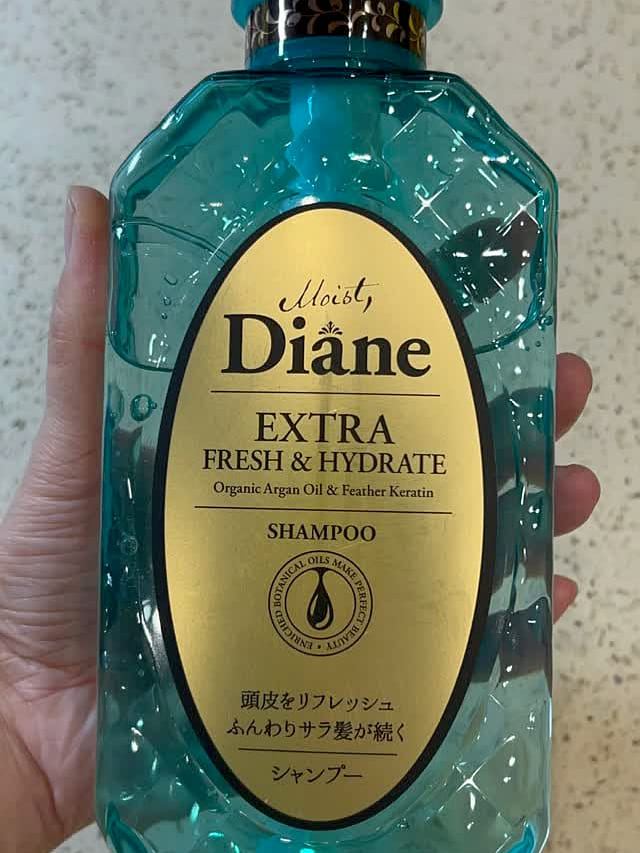 Moist,
Diane
EXTRA
FRESH & HYDRATE
Organic Argan Oil & Feather Keratin
SHAMPOO
ENRICHED BOTANICAL OILS MAKE PERFECT BEAUTY •
頭皮をリフレッシュ
ふんわりサラ髪が続く
シャンプー